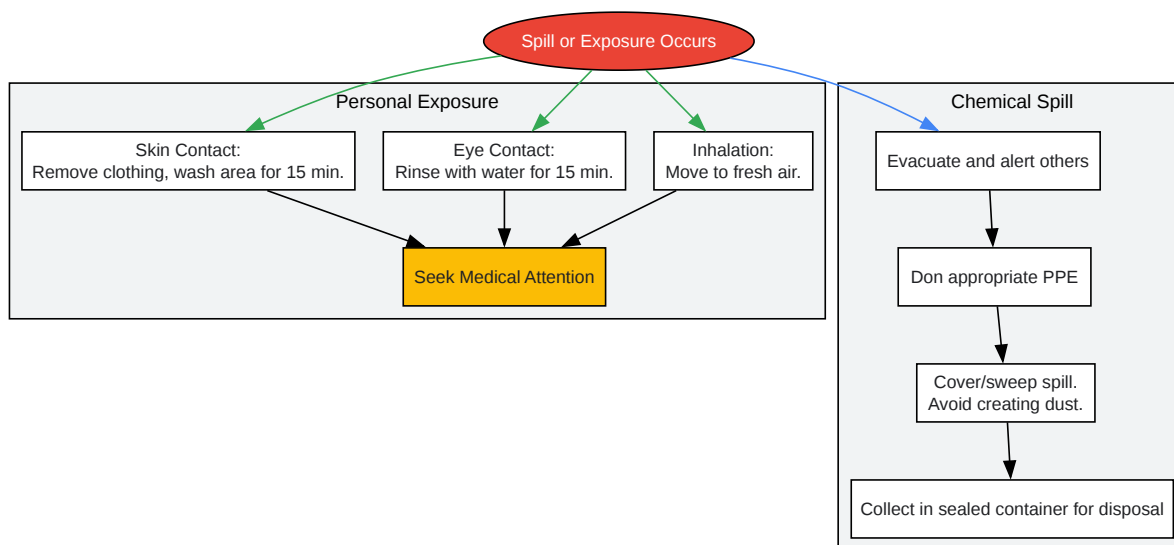 Spill or Exposure Occurs
Personal Exposure
Skin Contact:
Remove clothing, wash area for 15 min.
Eye Contact:
Rinse with water for 15 min.
Inhalation:
Move to fresh air.
Seek Medical Attention
Chemical Spill
Evacuate and alert others
Don appropriate PPE
Cover/sweep spill.
Avoid creating dust.
Collect in sealed container for disposal